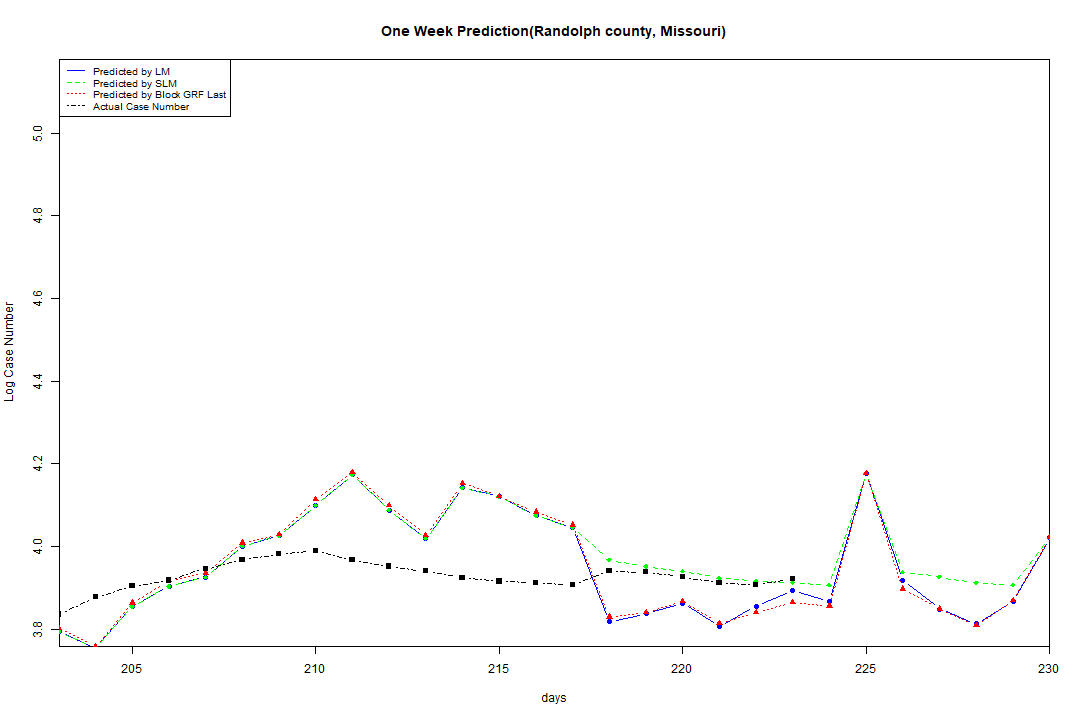 One Week Prediction(Randolph county, Missouri)
Predicted by LM
Predicted by SLM
Predicted by Block GRF Last
Actual Case Number
5.0
4.8
4.6
4.4
4.2
4.0
3.8
Log Case Number
205
210
215
220
225
230
days